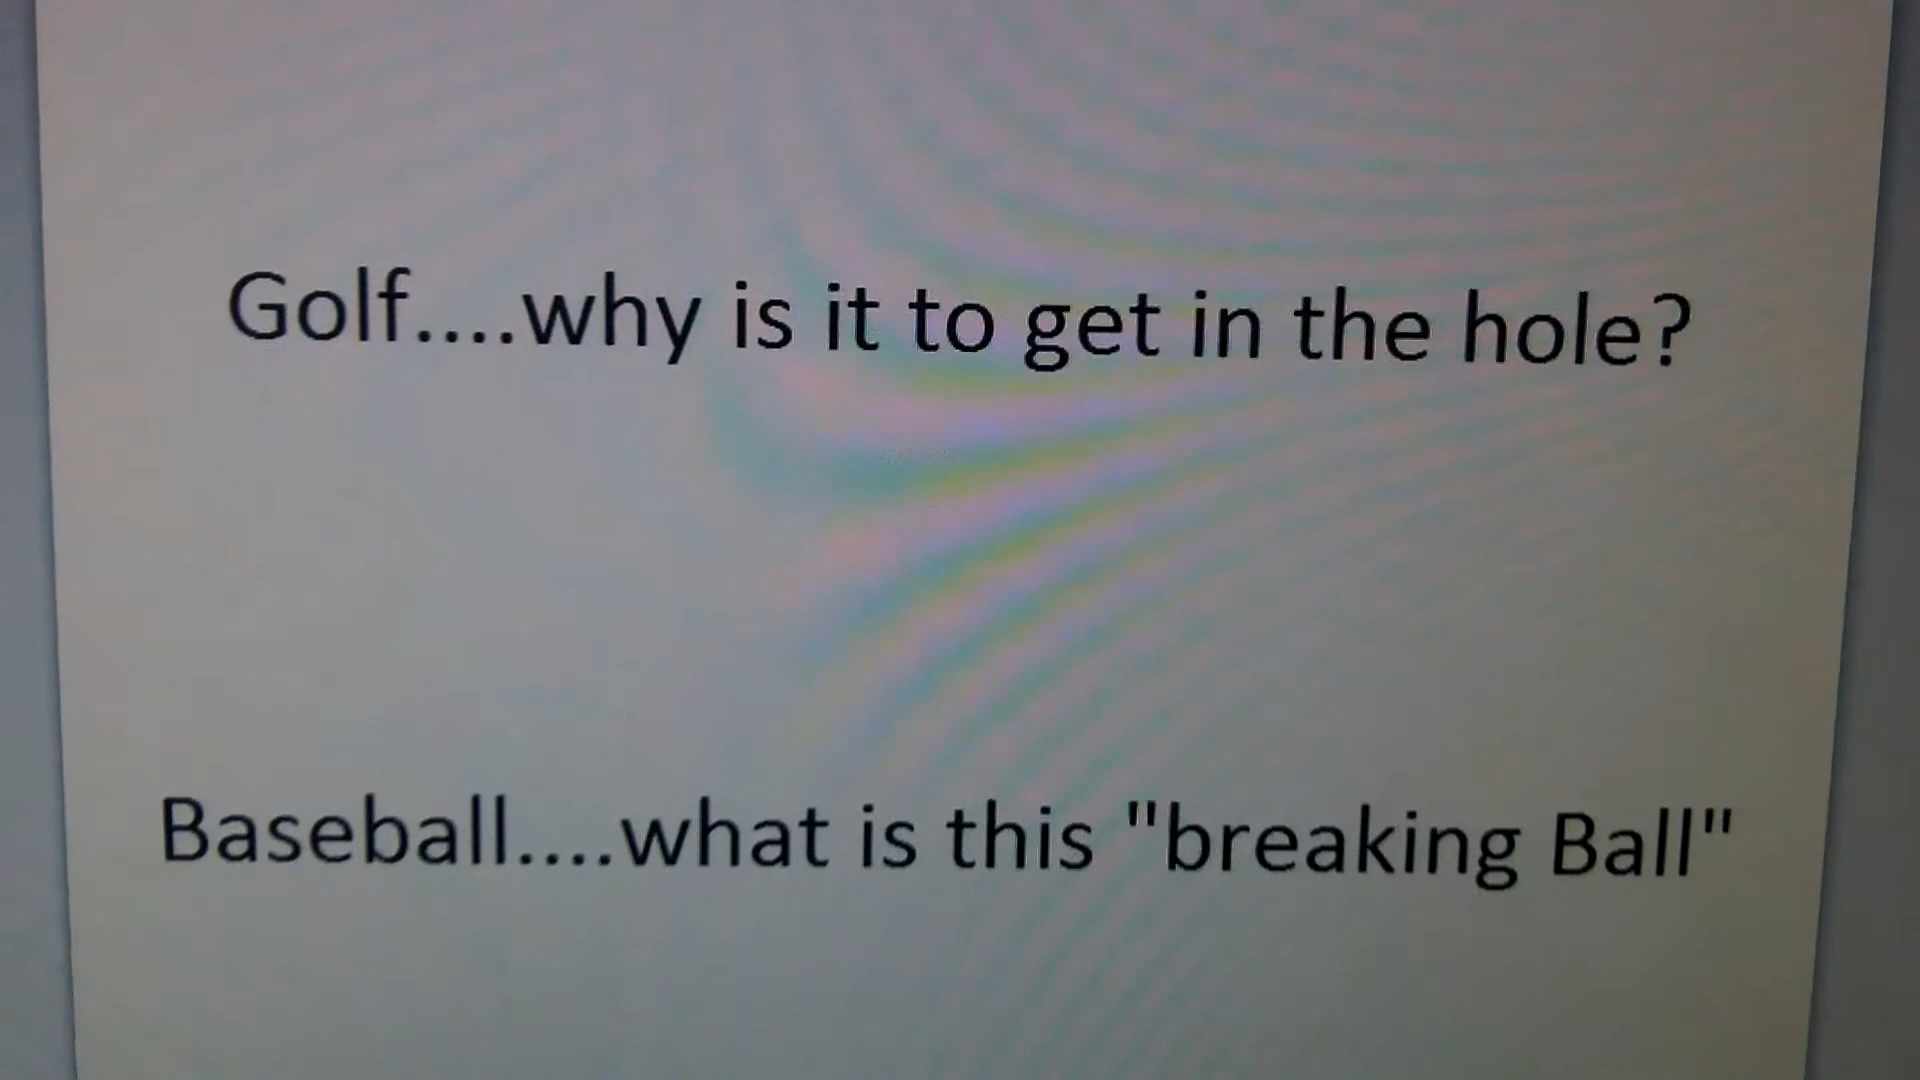 Golf....why is it to get in the hole?
Baseball....what is this "breaking Ball"